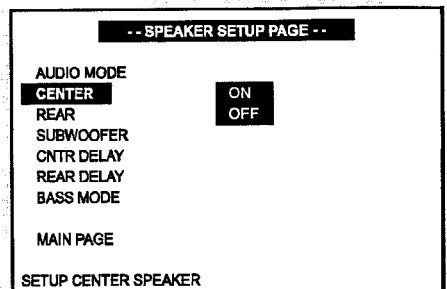 -- SPEAKER SETUP PAGE --
AUDIO MODE
CENTER ON
REAR OFF
SUBWOOFER
CNTR DELAY
REAR DELAY
BASS MODE
MAIN PAGE
SETUP CENTER SPEAKER